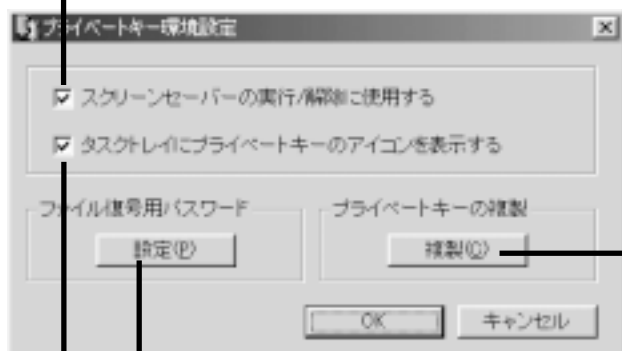 プライベートキー環境設定
スクリーンセーバーの実行/解除に使用する
タスクトレイにプライベートキーのアイコンを表示する
ファイル復号用パスワード
プライベートキーの複製
設定(P)
複製(C)
OK
キャンセル